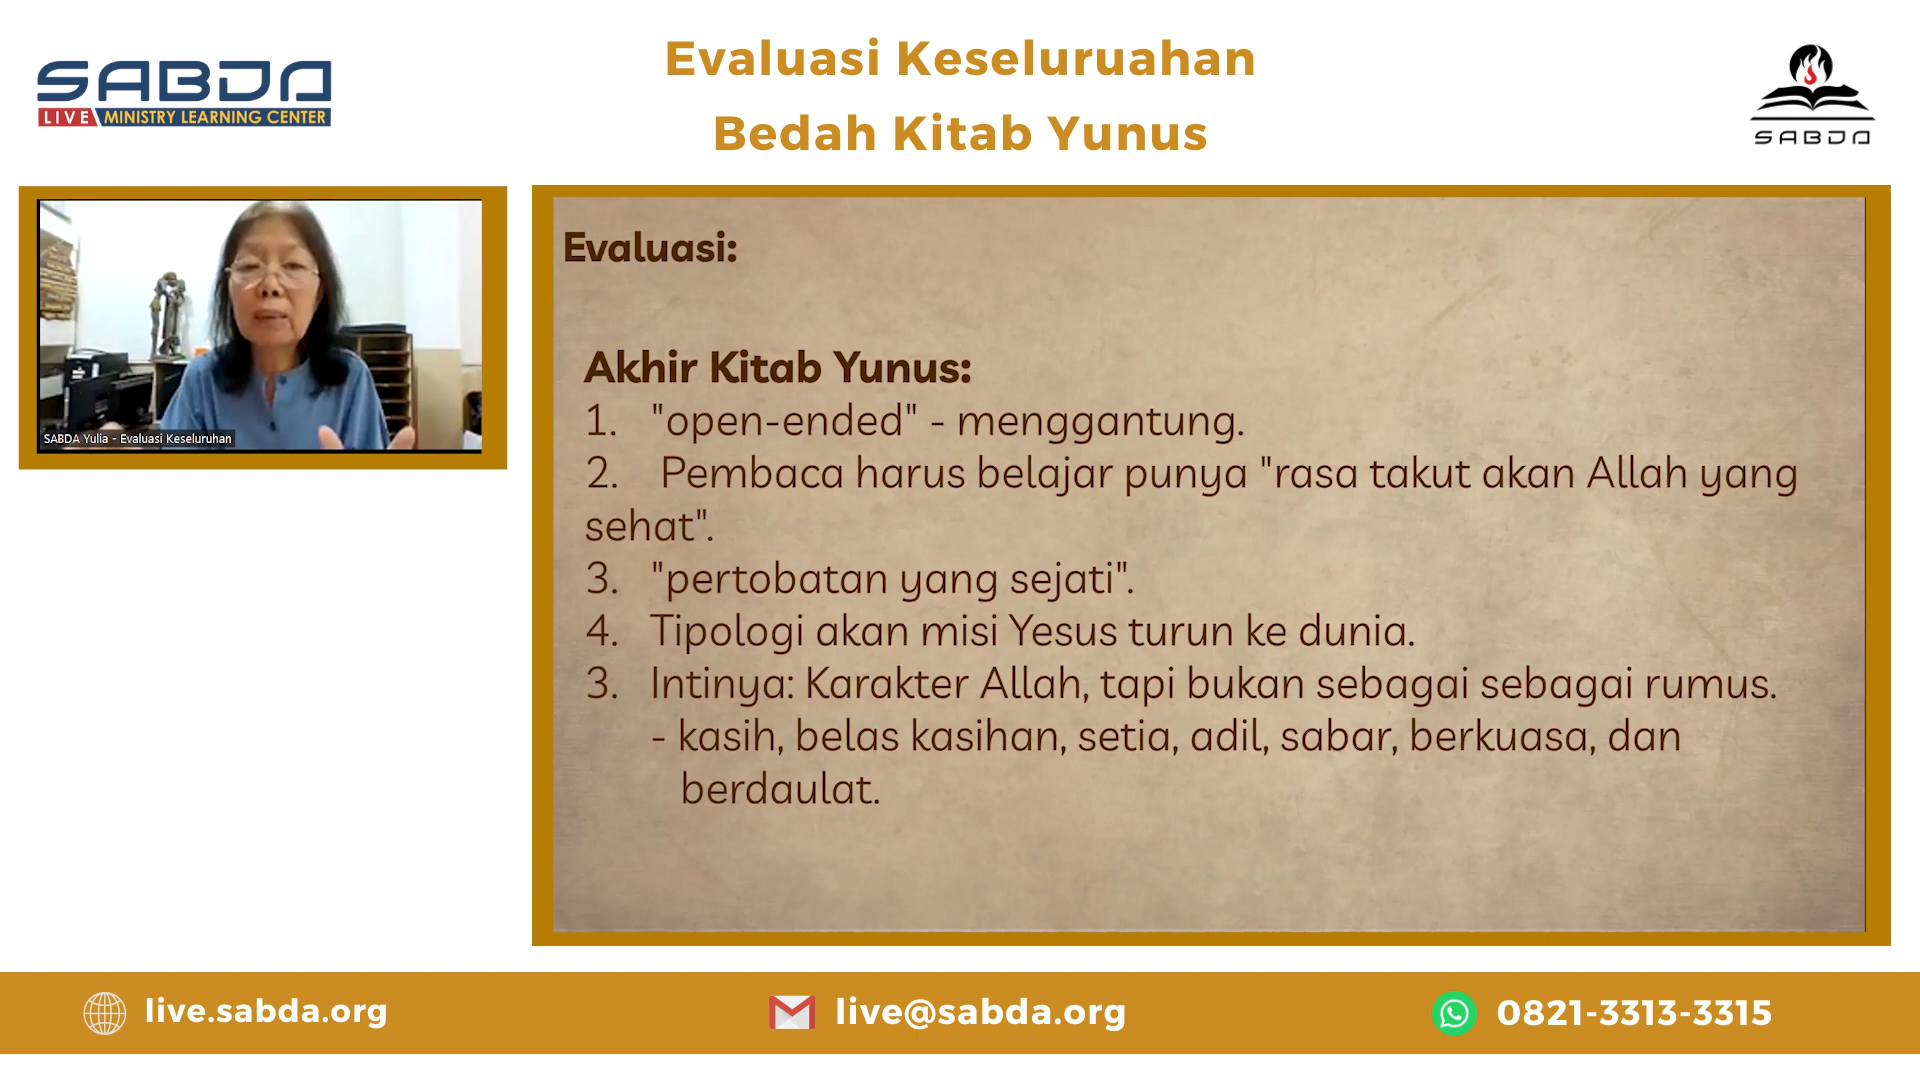 SABDA
LIVE MINISTRY LEARNING CENTER
Evaluasi Keseluruahan
Bedah Kitab Yunus
SABDA
SABDA Yulia - Evaluasi Keseluruhan
Evaluasi:
Akhir Kitab Yunus:
1. "open-ended" - menggantung.
2. Pembaca harus belajar punya "rasa takut akan Allah yang
sehat".
3. "pertobatan yang sejati".
4. Tipologi akan misi Yesus turun ke dunia.
3. Intinya: Karakter Allah, tapi bukan sebagai sebagai rumus.
- kasih, belas kasihan, setia, adil, sabar, berkuasa, dan
berdaulat.
live.sabda.org
live@sabda.org
0821-3313-3315